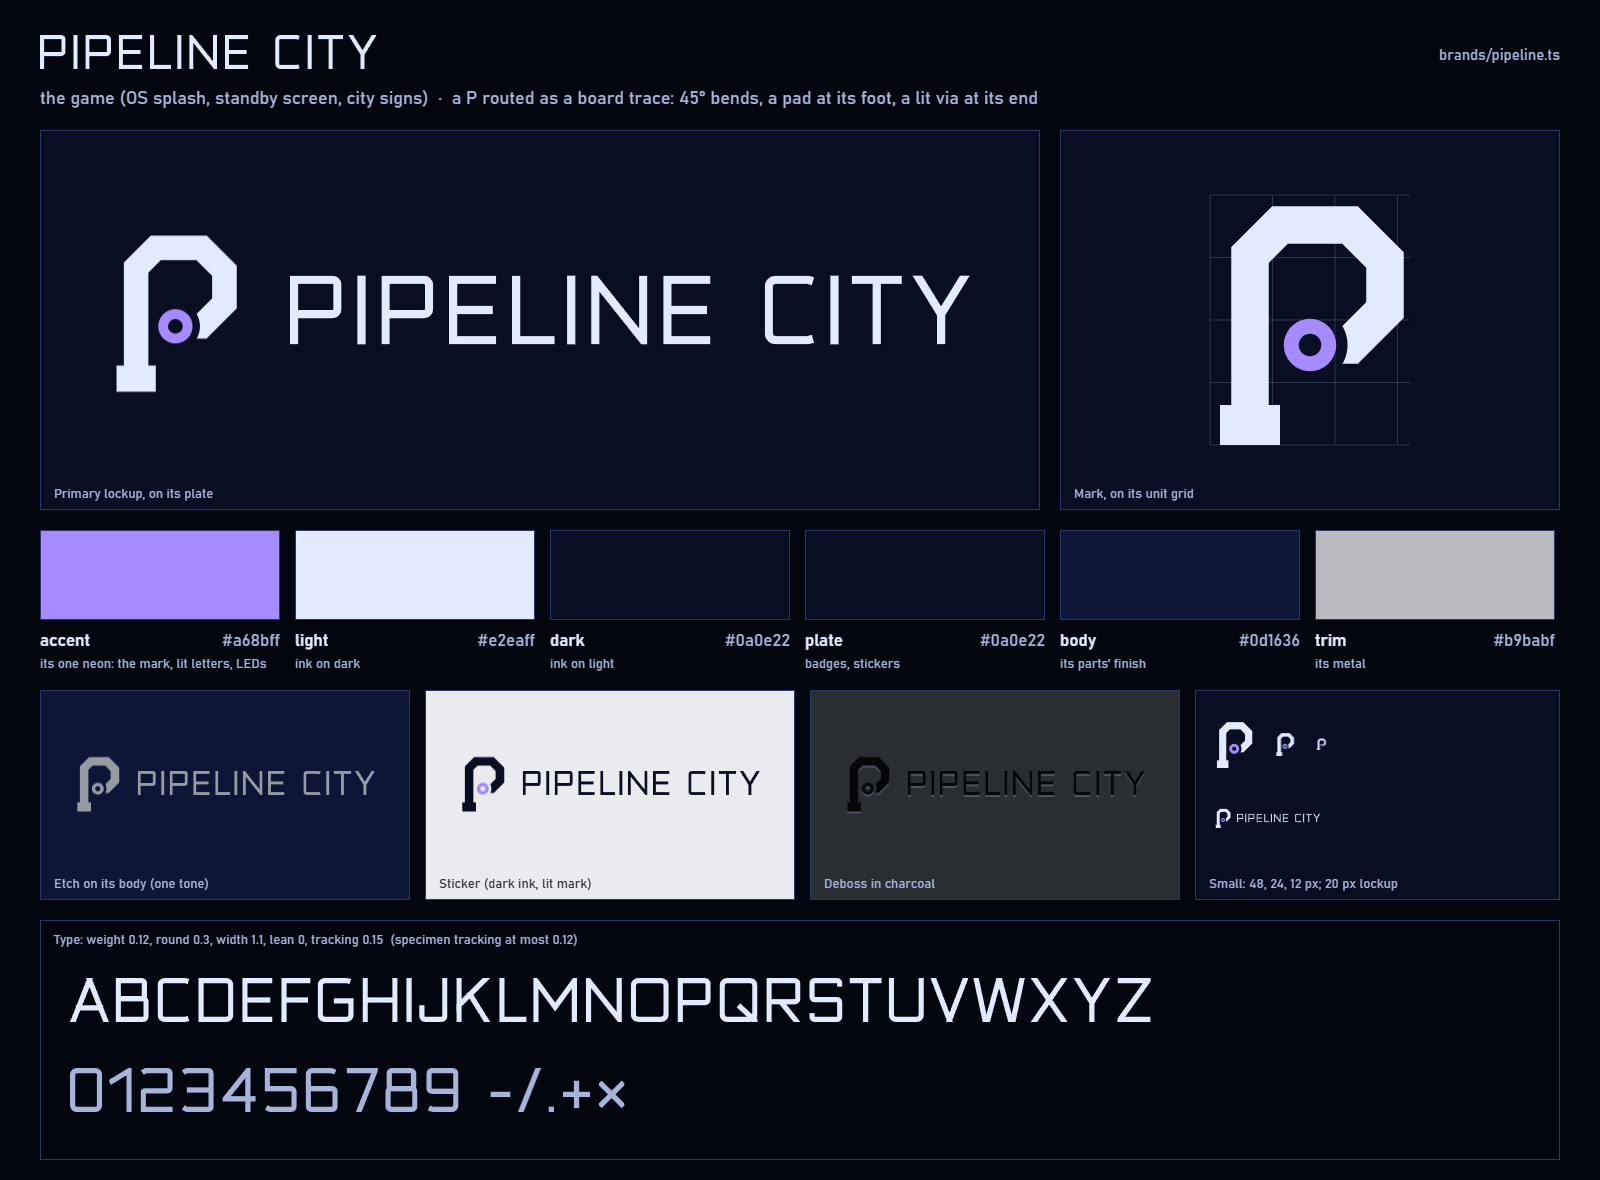 PIPELINE CITY
brands/pipeline.ts
the game (OS splash, standby screen, city signs) · a P routed as a board trace: 45° bends, a pad at its foot, a lit via at its end
PIPELINE CITY
Primary lockup, on its plate
Mark, on its unit grid
accent #a68bff
its one neon: the mark, lit letters, LEDs
light #e2eaff
ink on dark
dark #0a0e22
ink on light
plate #0a0e22
badges, stickers
body #0d1636
its parts' finish
trim #b9babf
its metal
PIPELINE CITY
Etch on its body (one tone)
PIPELINE CITY
Sticker (dark ink, lit mark)
PIPELINE CITY
Deboss in charcoal
PIPELINE CITY
Small: 48, 24, 12 px; 20 px lockup
Type: weight 0.12, round 0.3, width 1.1, lean 0, tracking 0.15 (specimen tracking at most 0.12)
ABCDEFGHIJKLMNOPQRSTUVWXYZ
0123456789 -/.+×